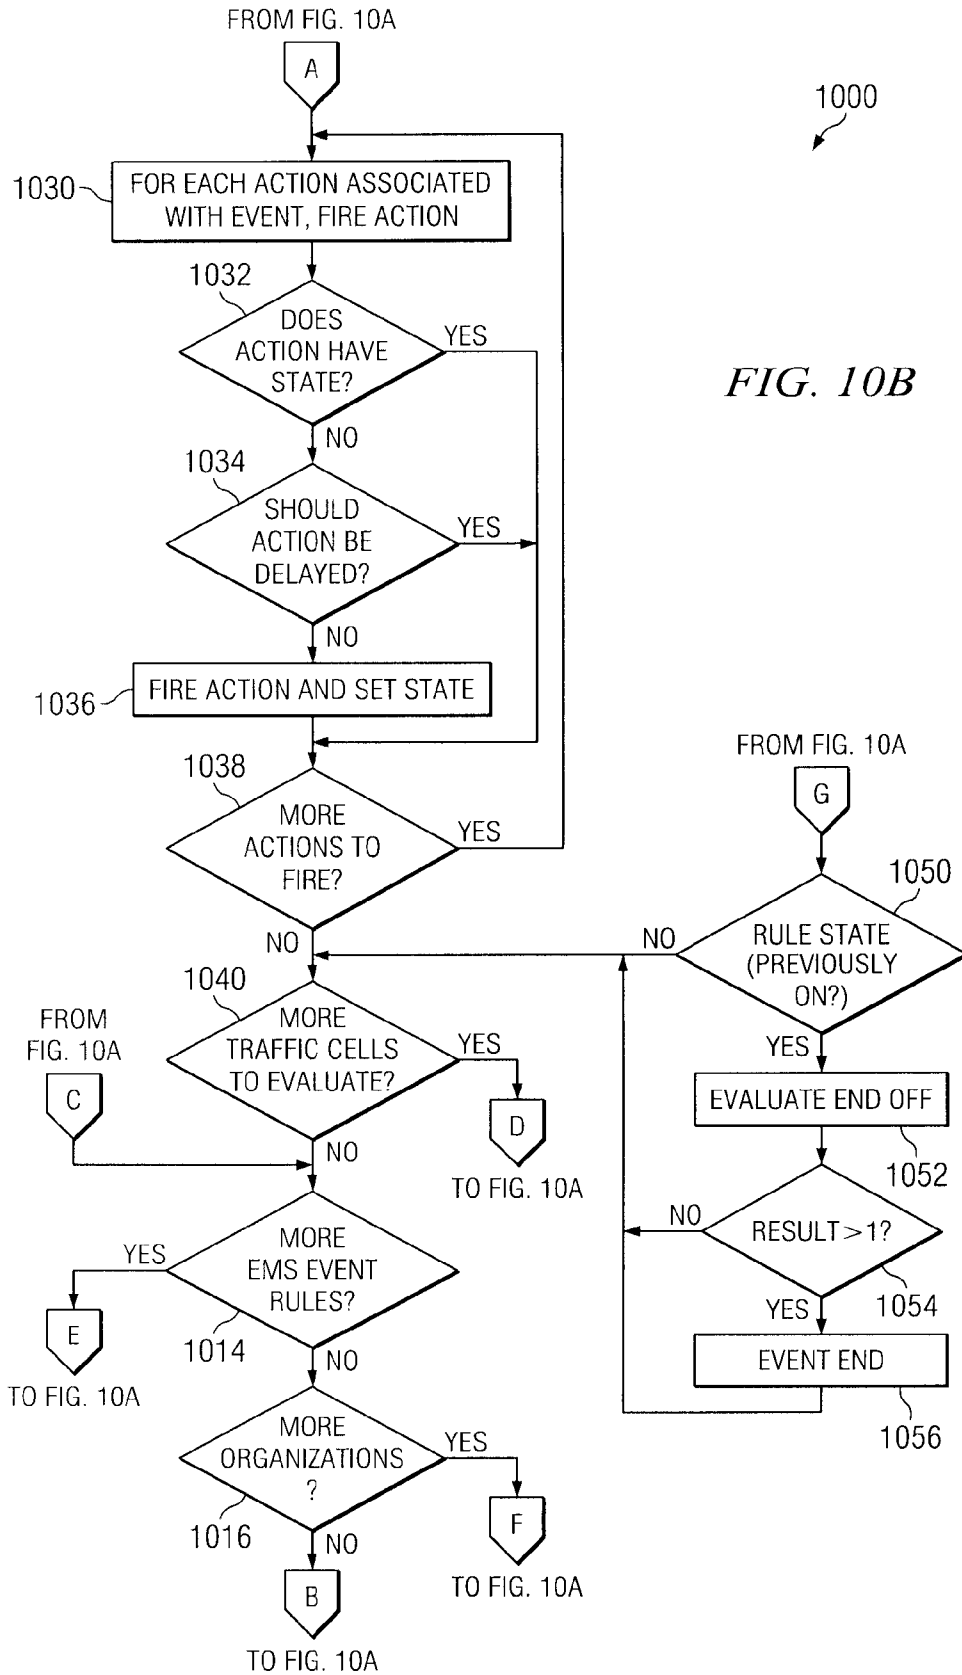 FROM FIG. 10A
A
1000
1030
FOR EACH ACTION ASSOCIATED
WITH EVENT, FIRE ACTION
1032
DOES
ACTION HAVE
STATE?
YES
NO
FIG. 10B
1034
SHOULD
ACTION BE
DELAYED?
YES
NO
1036
FIRE ACTION AND SET STATE
1038
MORE
ACTIONS TO
FIRE?
YES
NO
FROM FIG. 10A
G
1050
RULE STATE
(PREVIOUSLY
ON?)
NO
YES
1040
MORE
TRAFFIC CELLS
TO EVALUATE?
YES
NO
D
TO FIG. 10A
FROM
FIG. 10A
C
EVALUATE END OFF
1052
RESULT>1?
NO
1054
YES
EVENT END
1056
MORE
EMS EVENT
RULES?
YES
1014
NO
E
TO FIG. 10A
MORE
ORGANIZATIONS
?
YES
1016
NO
F
TO FIG. 10A
B
TO FIG. 10A